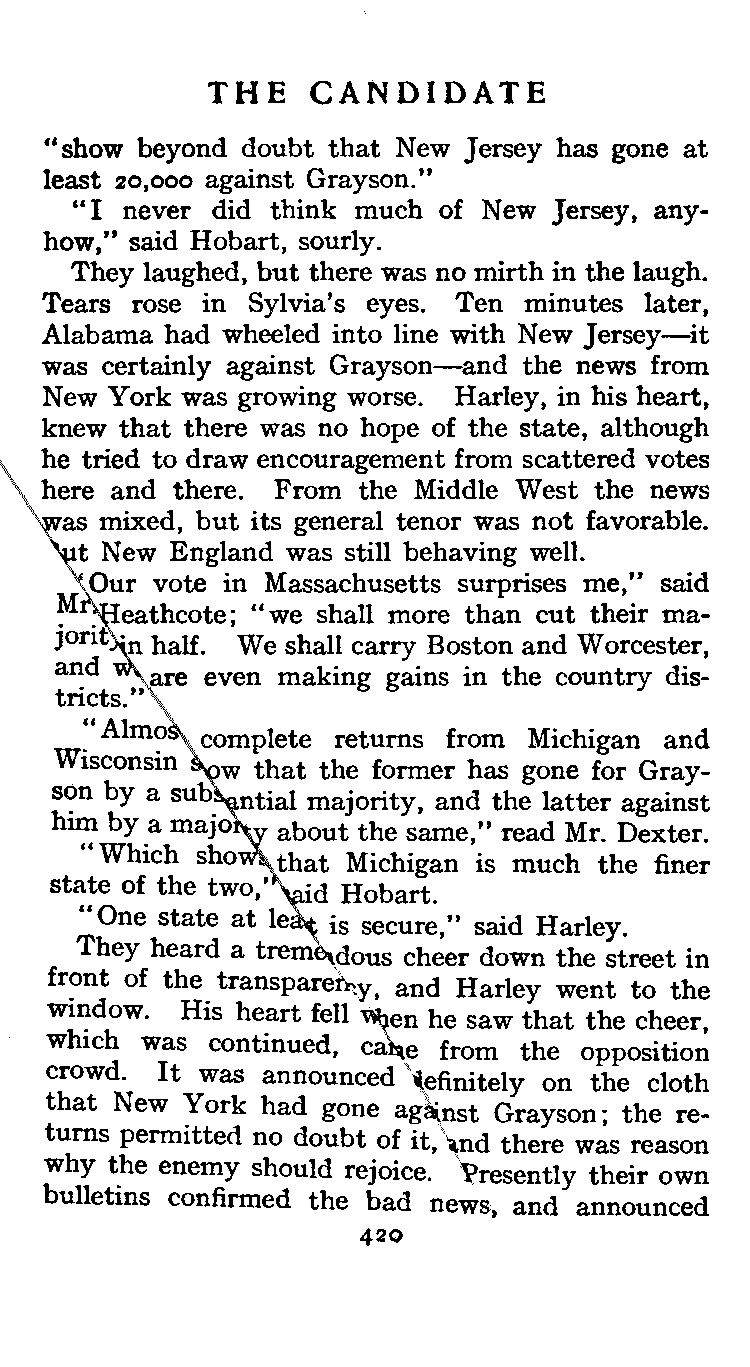 THE CANDIDATE
“show beyond doubt that New Jersey has gone at
least 20,000 against Grayson.”
“I never did think much of New Jersey, any-
how,” said Hobart, sourly.
They laughed, but there was no mirth in the laugh.
Tears rose in Sylvia's eyes. Ten minutes later,
Alabama had wheeled into line with New Jersey—it
was certainly against Grayson—and the news from
New York was growing worse. Harley, in his heart,
knew that there was no hope of the state, although
he tried to draw encouragement from scattered votes
here and there. From the Middle West the news
was mixed, but its general tenor was not favorable.
But New England was still behaving well.
“Our vote in Massachusetts surprises me,” said
Mr. Heathcote; “we shall more than cut their ma-
jority in half. We shall carry Boston and Worcester,
and we are even making gains in the country dis-
tricts.”
“Almost complete returns from Michigan and
Wisconsin show that the former has gone for Gray-
son by a substantial majority, and the latter against
him by a majority about the same,” read Mr. Dexter.
“Which shows that Michigan is much the finer
state of the two,” said Hobart.
“One state at least is secure,” said Harley.
They heard a tremendous cheer down the street in
front of the transparency, and Harley went to the
window. His heart fell when he saw that the cheer,
which was continued, came from the opposition
crowd. It was announced definitely on the cloth
that New York had gone against Grayson; the re-
turns permitted no doubt of it, and there was reason
why the enemy should rejoice. Presently their own
bulletins confirmed the bad news, and announced
420